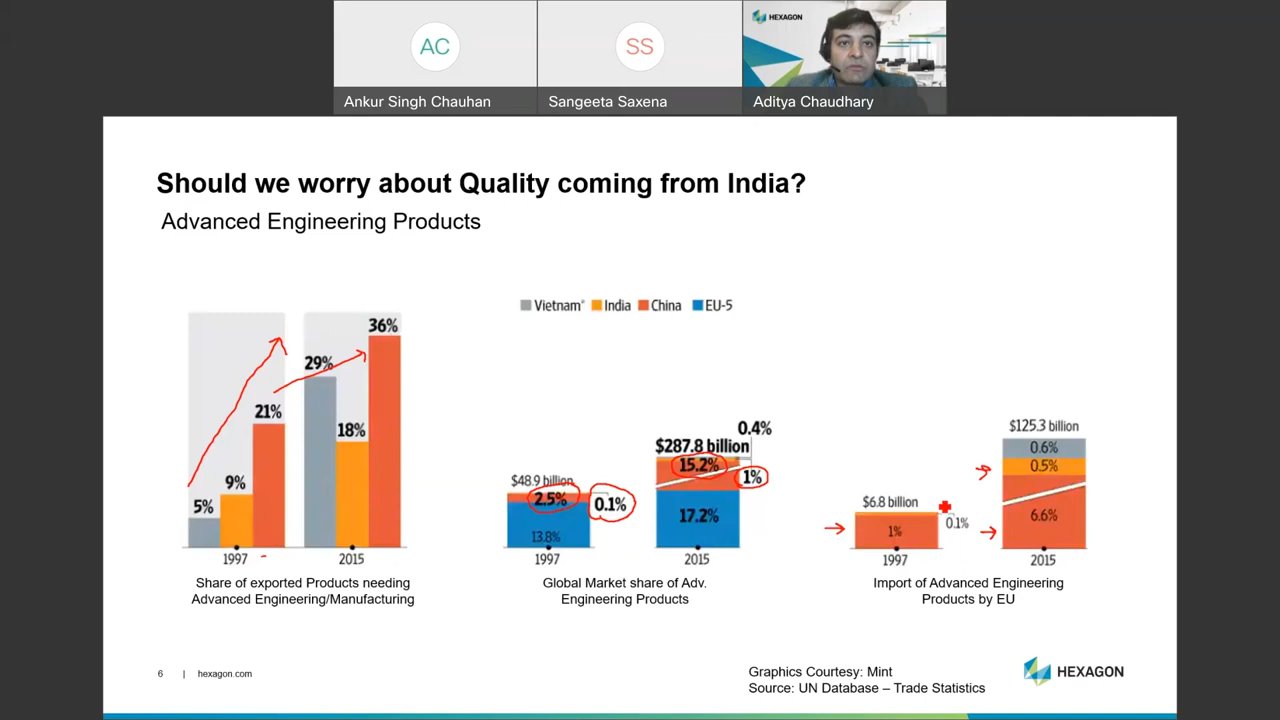 HEXAGON
AC
SS
Ankur Singh Chauhan
Sangeeta Saxena
Aditya Chaudhary
Should we worry about Quality coming from India?
Advanced Engineering Products
Vietnam* India China EU-5
36%
29%
21%
18%
9%
5%
1997
2015
Share of exported Products needing
Advanced Engineering/Manufacturing
0.4%
$287.8 billion
15.2%
1%
$48.9 billion
2.5%
0.1%
17.2%
13.8%
1997
2015
Global Market share of Adv.
Engineering Products
$125.3 billion
0.6%
0.5%
$6.8 billion
0.1%
6.6%
1%
1997
2015
Import of Advanced Engineering
Products by EU
6 | hexagon.com
Graphics Courtesy: Mint
Source: UN Database – Trade Statistics
HEXAGON